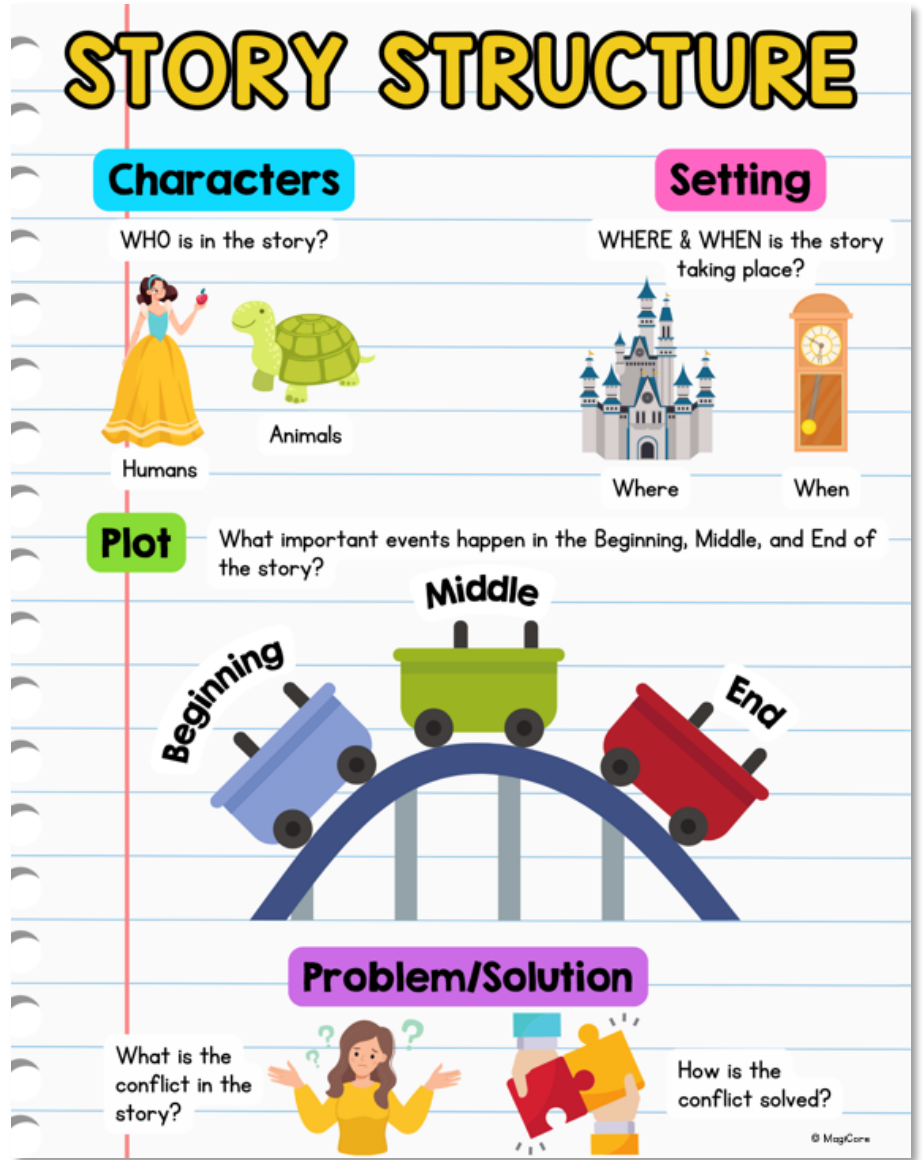 STORY STRUCTURE
Characters
WHO is in the story?
Humans
Animals
Setting
WHERE & WHEN is the story
taking place?
Where
When
Plot
What important events happen in the Beginning, Middle, and End of
the story?
Beginning
Middle
End
Problem/Solution
What is the
conflict in the
story?
? ? ?
How is the
conflict solved?
© MagiCore